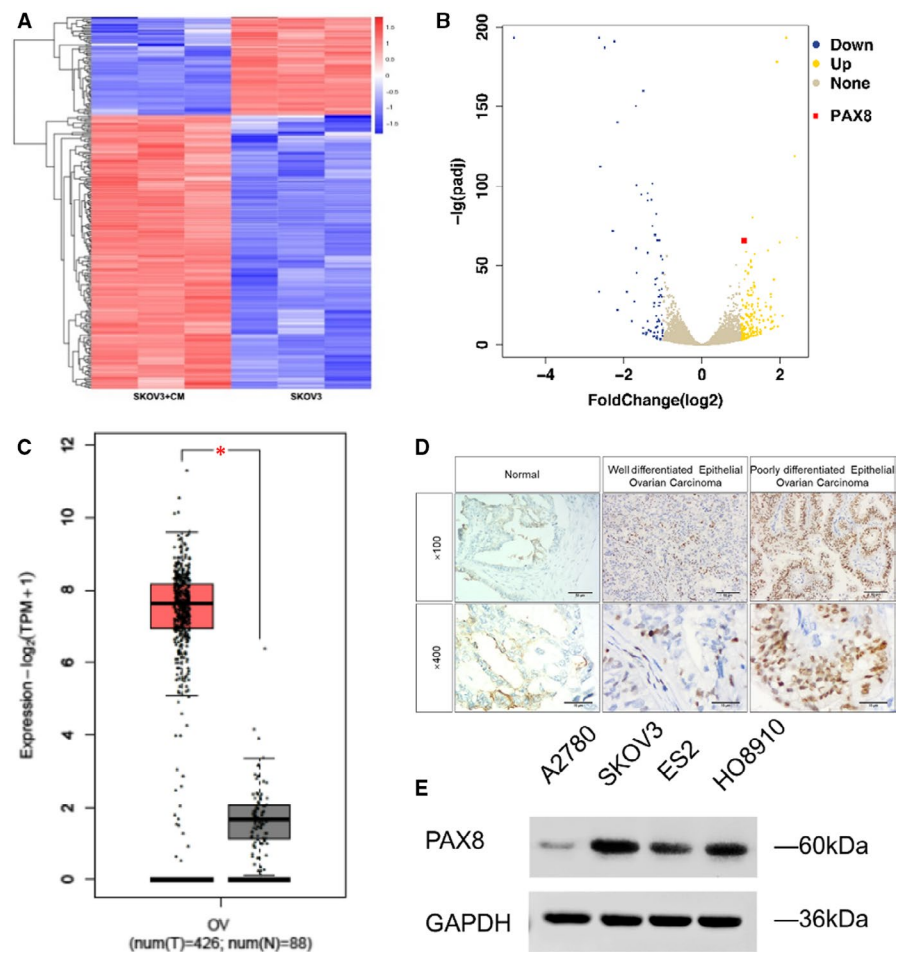 A
1.5
1
0.5
0
−0.5
−1
−1.5
SKOV3+CM
SKOV3
B
200
150
100
50
0
−lg(padj)
−4
−2
0
2
FoldChange(log2)
Down
Up
None
PAX8
C
12
10
8
6
4
2
0
Expression − log2(TPM + 1)
*
OV
(num(T)=426; num(N)=88)
D
Normal
Well differentiated Epithelial
Ovarian Carcinoma
Poorly differentiated Epithelial
Ovarian Carcinoma
×100
×400
E
A2780
SKOV3
ES2
HO8910
PAX8
—60kDa
GAPDH
—36kDa